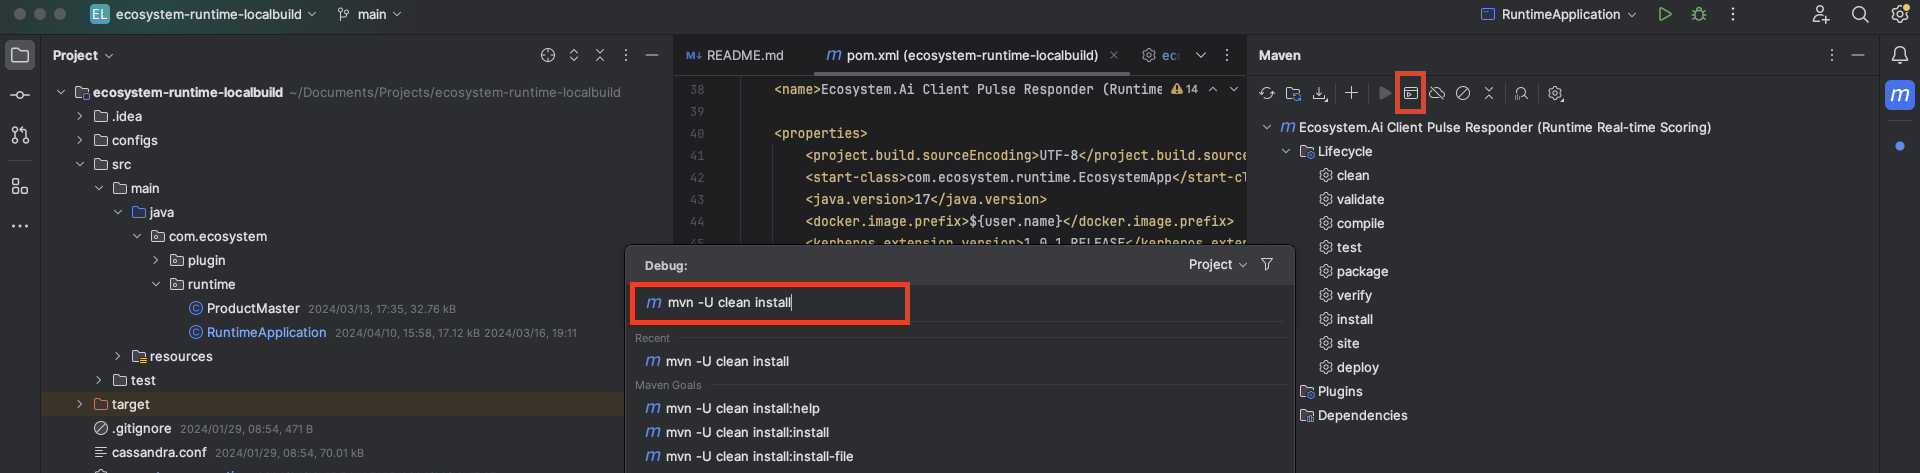 EL ecosystem-runtime-localbuild main RuntimeApplication
Project
ecosystem-runtime-localbuild ~/Documents/Projects/ecosystem-runtime-localbuild
.idea
configs
src
main
java
com.ecosystem
plugin
runtime
ProductMaster 2024/03/13, 17:35, 32.76 kB
RuntimeApplication 2024/04/10, 15:58, 17.12 kB 2024/03/16, 19:11
resources
test
target
.gitignore 2024/01/29, 08:54, 471 B
cassandra.conf 2024/01/29, 08:54, 70.01 kB
M↓ README.md m pom.xml (ecosystem-runtime-localbuild) ecc
38 <name>Ecosystem.Ai Client Pulse Responder (Runtime 14
39
40 <properties>
41 <project.build.sourceEncoding>UTF-8</project.build.source
42 <start-class>com.ecosystem.runtime.EcosystemApp</start-cl
43 <java.version>17</java.version>
44 <docker.image.prefix>${user.name}</docker.image.prefix>
45 <kerberos.extension.version>1.0.1.RELEASE</kerberos.exten
Debug: Project
m mvn -U clean install
Recent
m mvn -U clean install
Maven Goals
m mvn -U clean install:help
m mvn -U clean install:install
m mvn -U clean install:install-file
Maven
m Ecosystem.Ai Client Pulse Responder (Runtime Real-time Scoring)
Lifecycle
clean
validate
compile
test
package
verify
install
site
deploy
Plugins
Dependencies
m